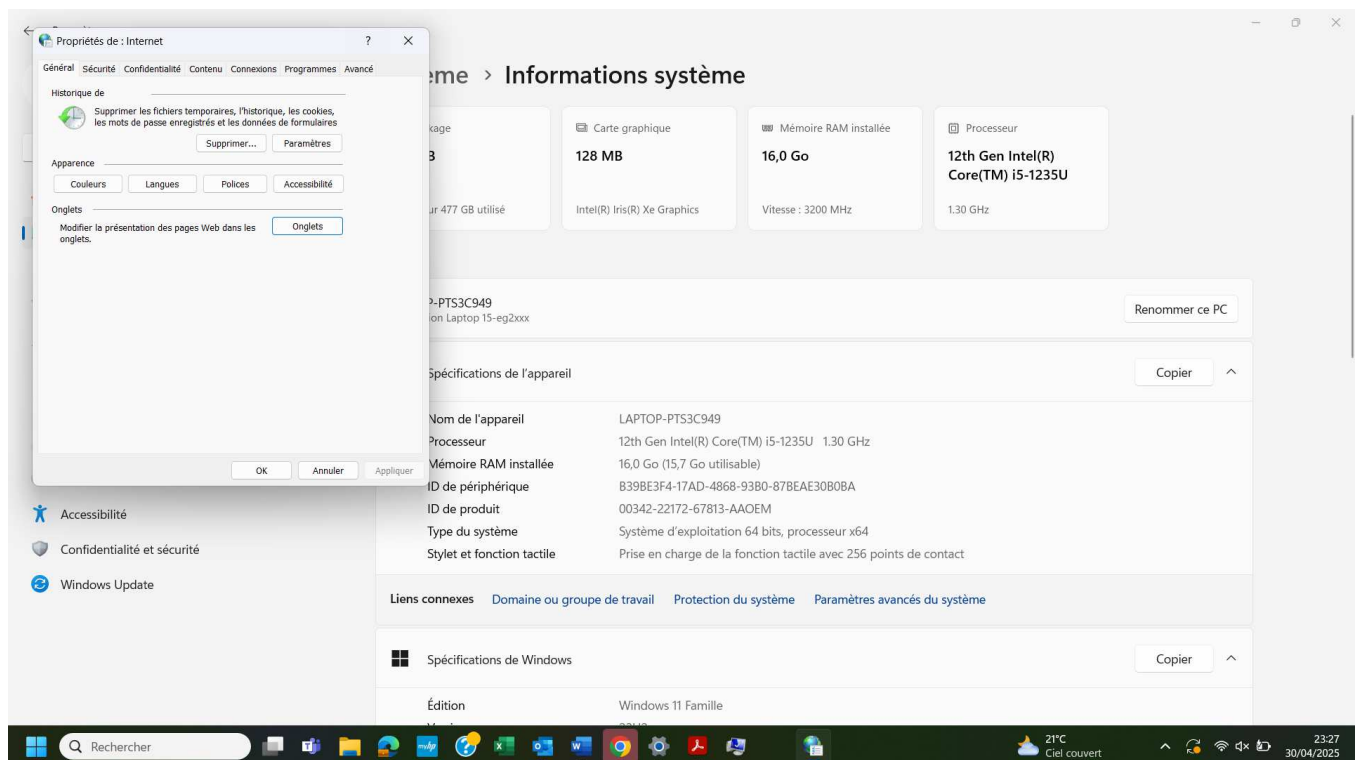 Propriétés de : Internet
Général Sécurité Confidentialité Contenu Connexions Programmes Avancé
Historique de
Supprimer les fichiers temporaires, l'historique, les cookies,
les mots de passe enregistrés et les données de formulaires
Supprimer... Paramètres
Apparence
Couleurs Langues Polices Accessibilité
Onglets
Modifier la présentation des pages Web dans les
onglets.
Onglets
OK Annuler Appliquer
Accessibilité
Confidentialité et sécurité
Windows Update
ème > Informations système
kage
ur 477 GB utilisé
Carte graphique
128 MB
Intel(R) Iris(R) Xe Graphics
Mémoire RAM installée
16,0 Go
Vitesse : 3200 MHz
Processeur
12th Gen Intel(R)
Core(TM) i5-1235U
1.30 GHz
P-PTS3C949
ion Laptop 15-eg2xxx
Renommer ce PC
Spécifications de l'appareil
Copier
Nom de l'appareil LAPTOP-PTS3C949
Processeur 12th Gen Intel(R) Core(TM) i5-1235U 1.30 GHz
Mémoire RAM installée 16,0 Go (15,7 Go utilisable)
ID de périphérique B39BE3F4-17AD-4868-93B0-87BEAE30B0BA
ID de produit 00342-22172-67813-AAOEM
Type du système Système d'exploitation 64 bits, processeur x64
Stylet et fonction tactile Prise en charge de la fonction tactile avec 256 points de contact
Liens connexes Domaine ou groupe de travail Protection du système Paramètres avancés du système
Spécifications de Windows
Copier
Édition Windows 11 Famille
Rechercher
21°C
Ciel couvert
23:27
30/04/2025